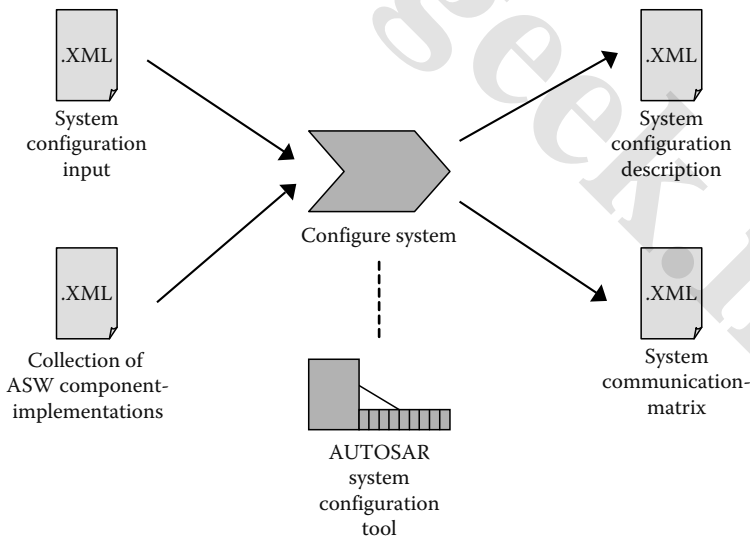 .XML
System
configuration
input
.XML
System
configuration
description
Configure system
.XML
Collection of
ASW component-
implementations
.XML
System
communication-
matrix
AUTOSAR
system
configuration
tool
geek.